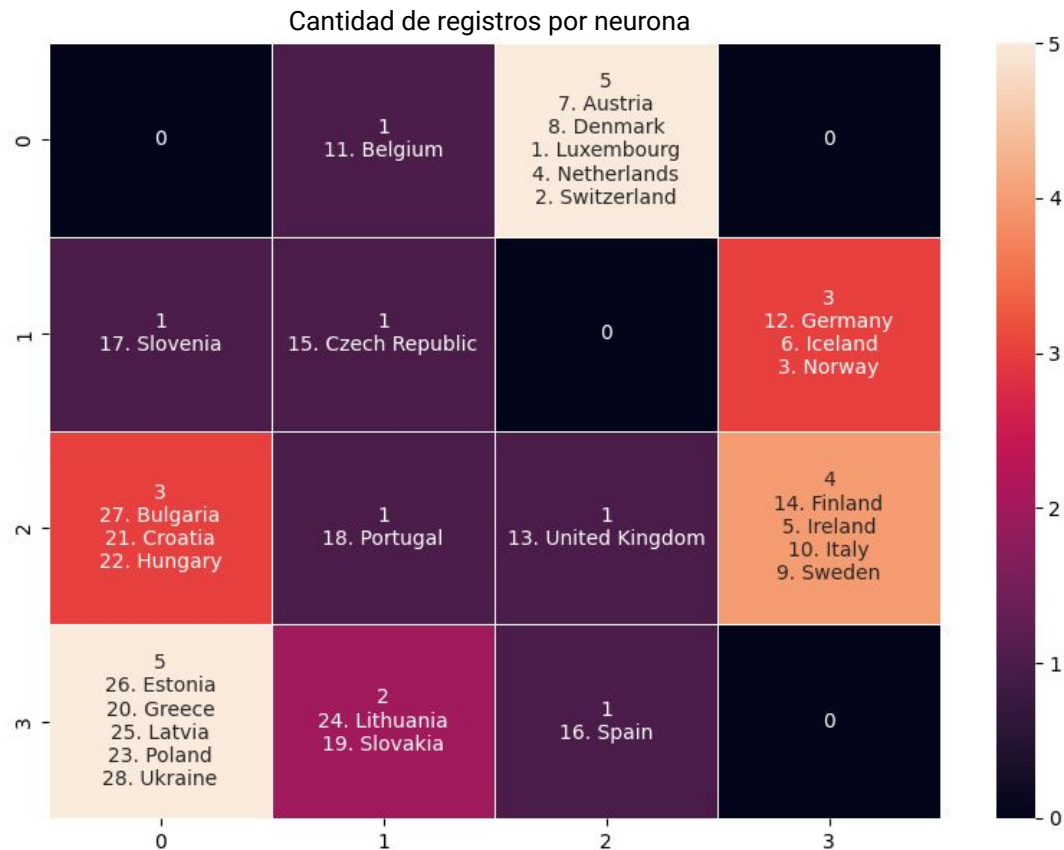 Cantidad de registros por neurona
0
0
1
11. Belgium
5
7. Austria
8. Denmark
1. Luxembourg
4. Netherlands
2. Switzerland
0
1
1
17. Slovenia
1
15. Czech Republic
0
3
12. Germany
6. Iceland
3. Norway
2
3
27. Bulgaria
21. Croatia
22. Hungary
1
18. Portugal
1
13. United Kingdom
4
14. Finland
5. Ireland
10. Italy
9. Sweden
3
5
26. Estonia
20. Greece
25. Latvia
23. Poland
28. Ukraine
2
24. Lithuania
19. Slovakia
1
16. Spain
0
0
1
2
3
5
4
3
2
1
0